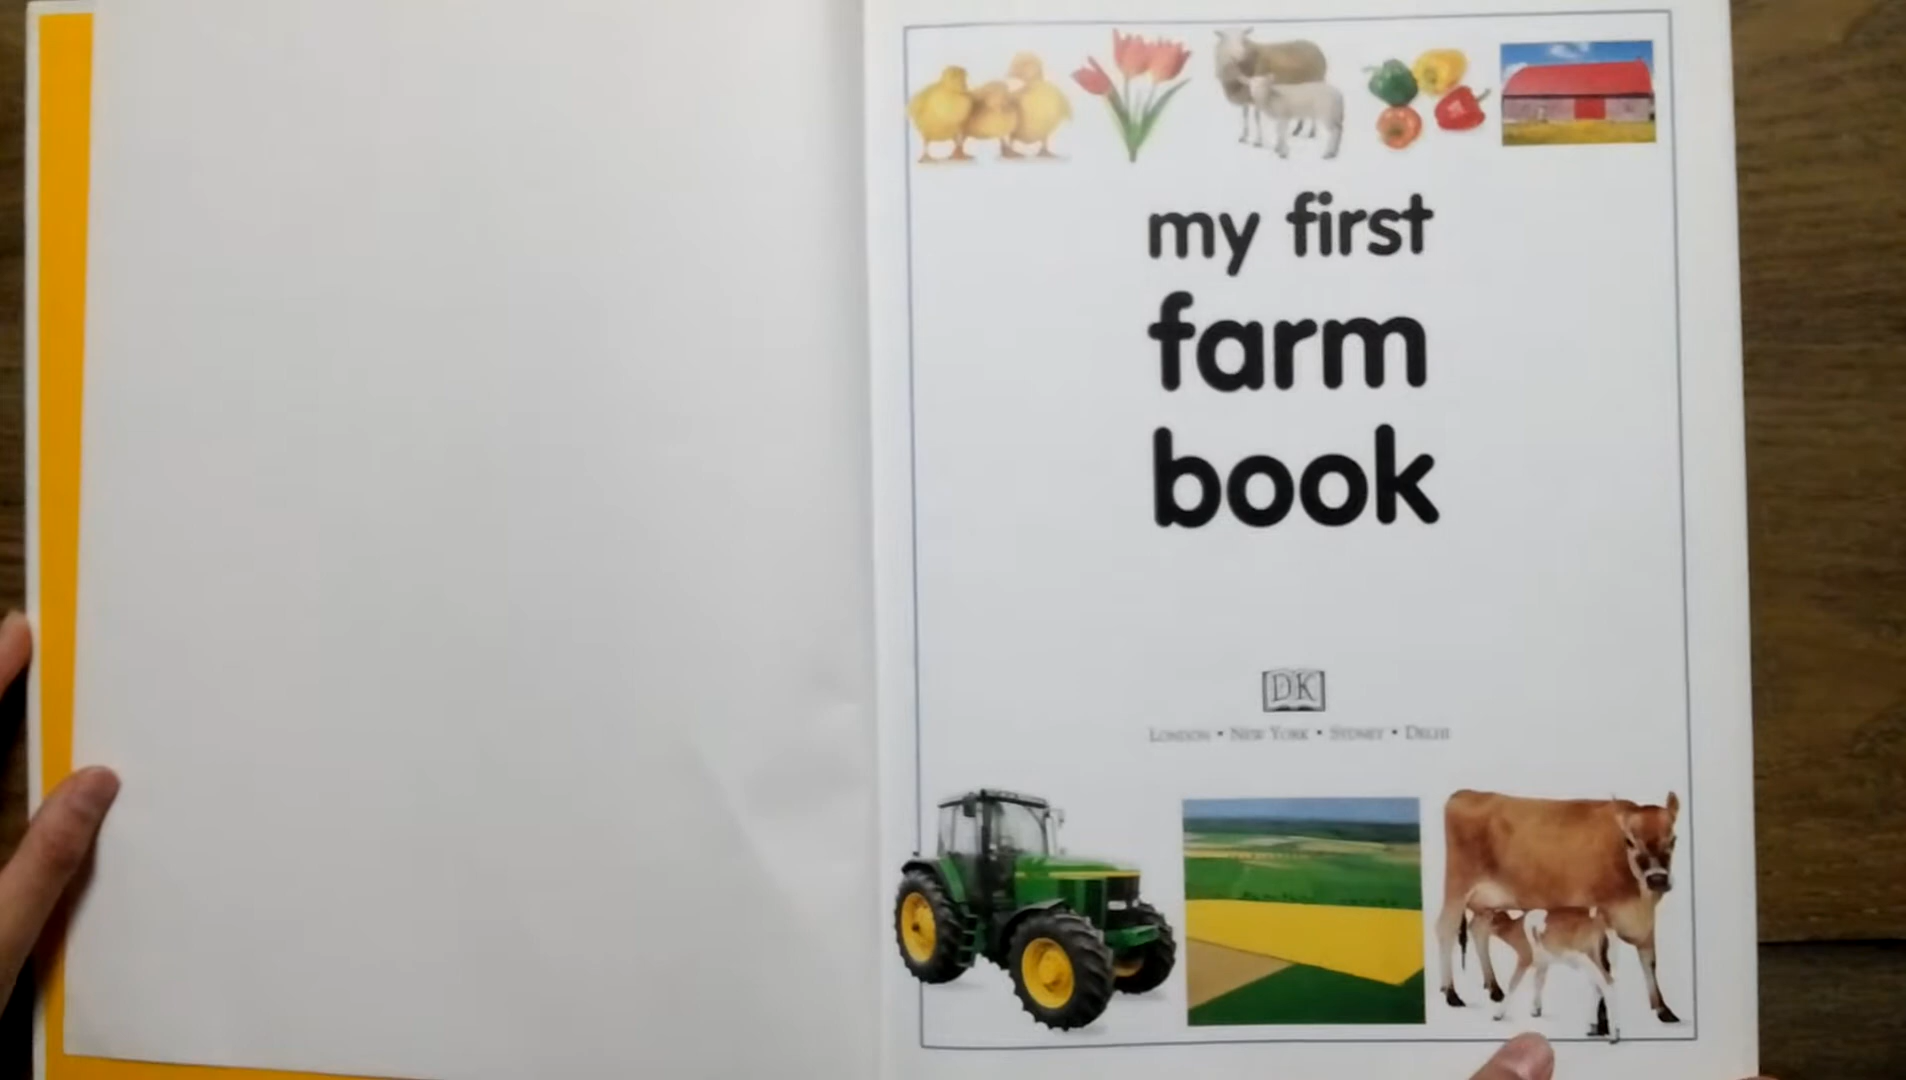 my first
farm
book
DK
LONDON • NEW YORK • SYDNEY • DELHI